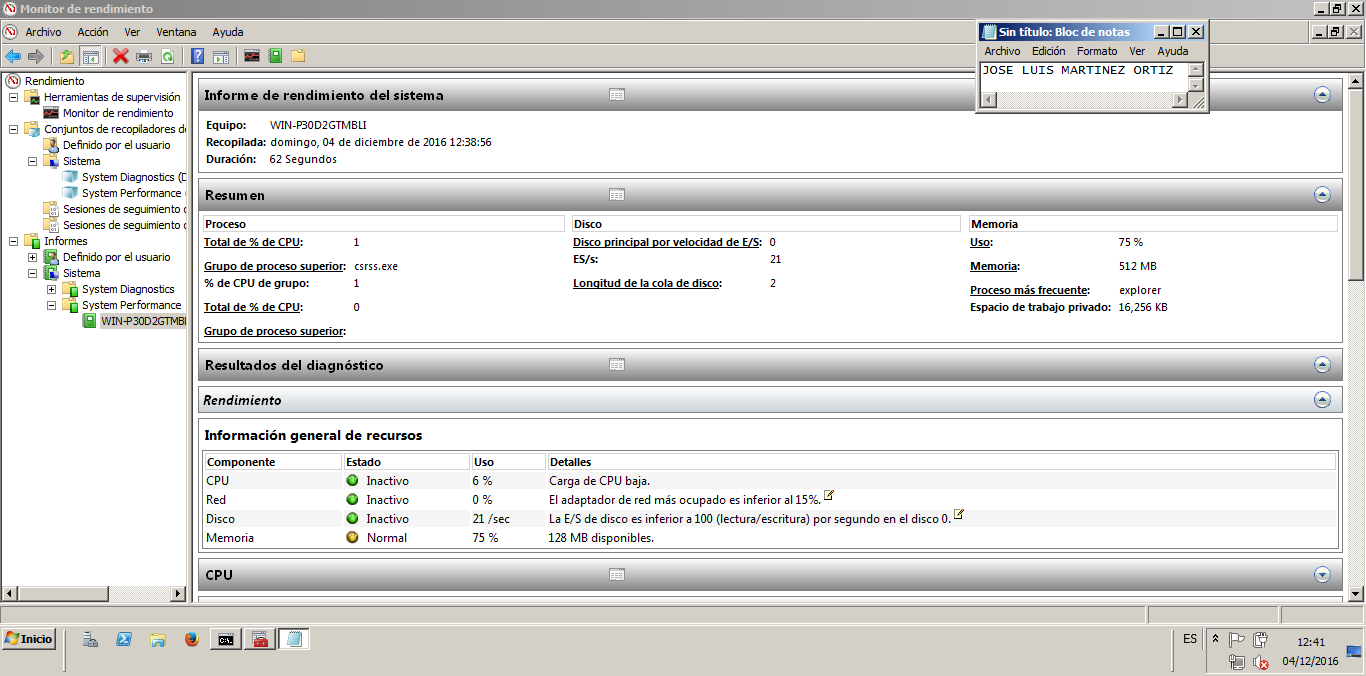 Monitor de rendimiento
Archivo Acción Ver Ventana Ayuda
Sin título: Bloc de notas
Archivo Edición Formato Ver Ayuda
JOSE LUIS MARTINEZ ORTIZ
Rendimiento
Herramientas de supervisión
Monitor de rendimiento
Conjuntos de recopiladores de
Definido por el usuario
Sistema
System Diagnostics (D
System Performance (
Sesiones de seguimiento d
Sesiones de seguimiento d
Informes
Definido por el usuario
Sistema
System Diagnostics
System Performance
WIN-P30D2GTMBLI
Informe de rendimiento del sistema
Equipo: WIN-P30D2GTMBLI
Recopilada: domingo, 04 de diciembre de 2016 12:38:56
Duración: 62 Segundos
Resumen
Proceso
Total de % de CPU: 1
Grupo de proceso superior: csrss.exe
% de CPU de grupo: 1
Total de % de CPU: 0
Grupo de proceso superior:
Disco
Disco principal por velocidad de E/S: 0
ES/s: 21
Longitud de la cola de disco: 2
Memoria
Uso: 75 %
Memoria: 512 MB
Proceso más frecuente: explorer
Espacio de trabajo privado: 16,256 KB
Resultados del diagnóstico
Rendimiento
Información general de recursos
Componente Estado Uso Detalles
CPU Inactivo 6 % Carga de CPU baja.
Red Inactivo 0 % El adaptador de red más ocupado es inferior al 15%.
Disco Inactivo 21 /sec La E/S de disco es inferior a 100 (lectura/escritura) por segundo en el disco 0.
Memoria Normal 75 % 128 MB disponibles.
CPU
Inicio
ES
12:41
04/12/2016